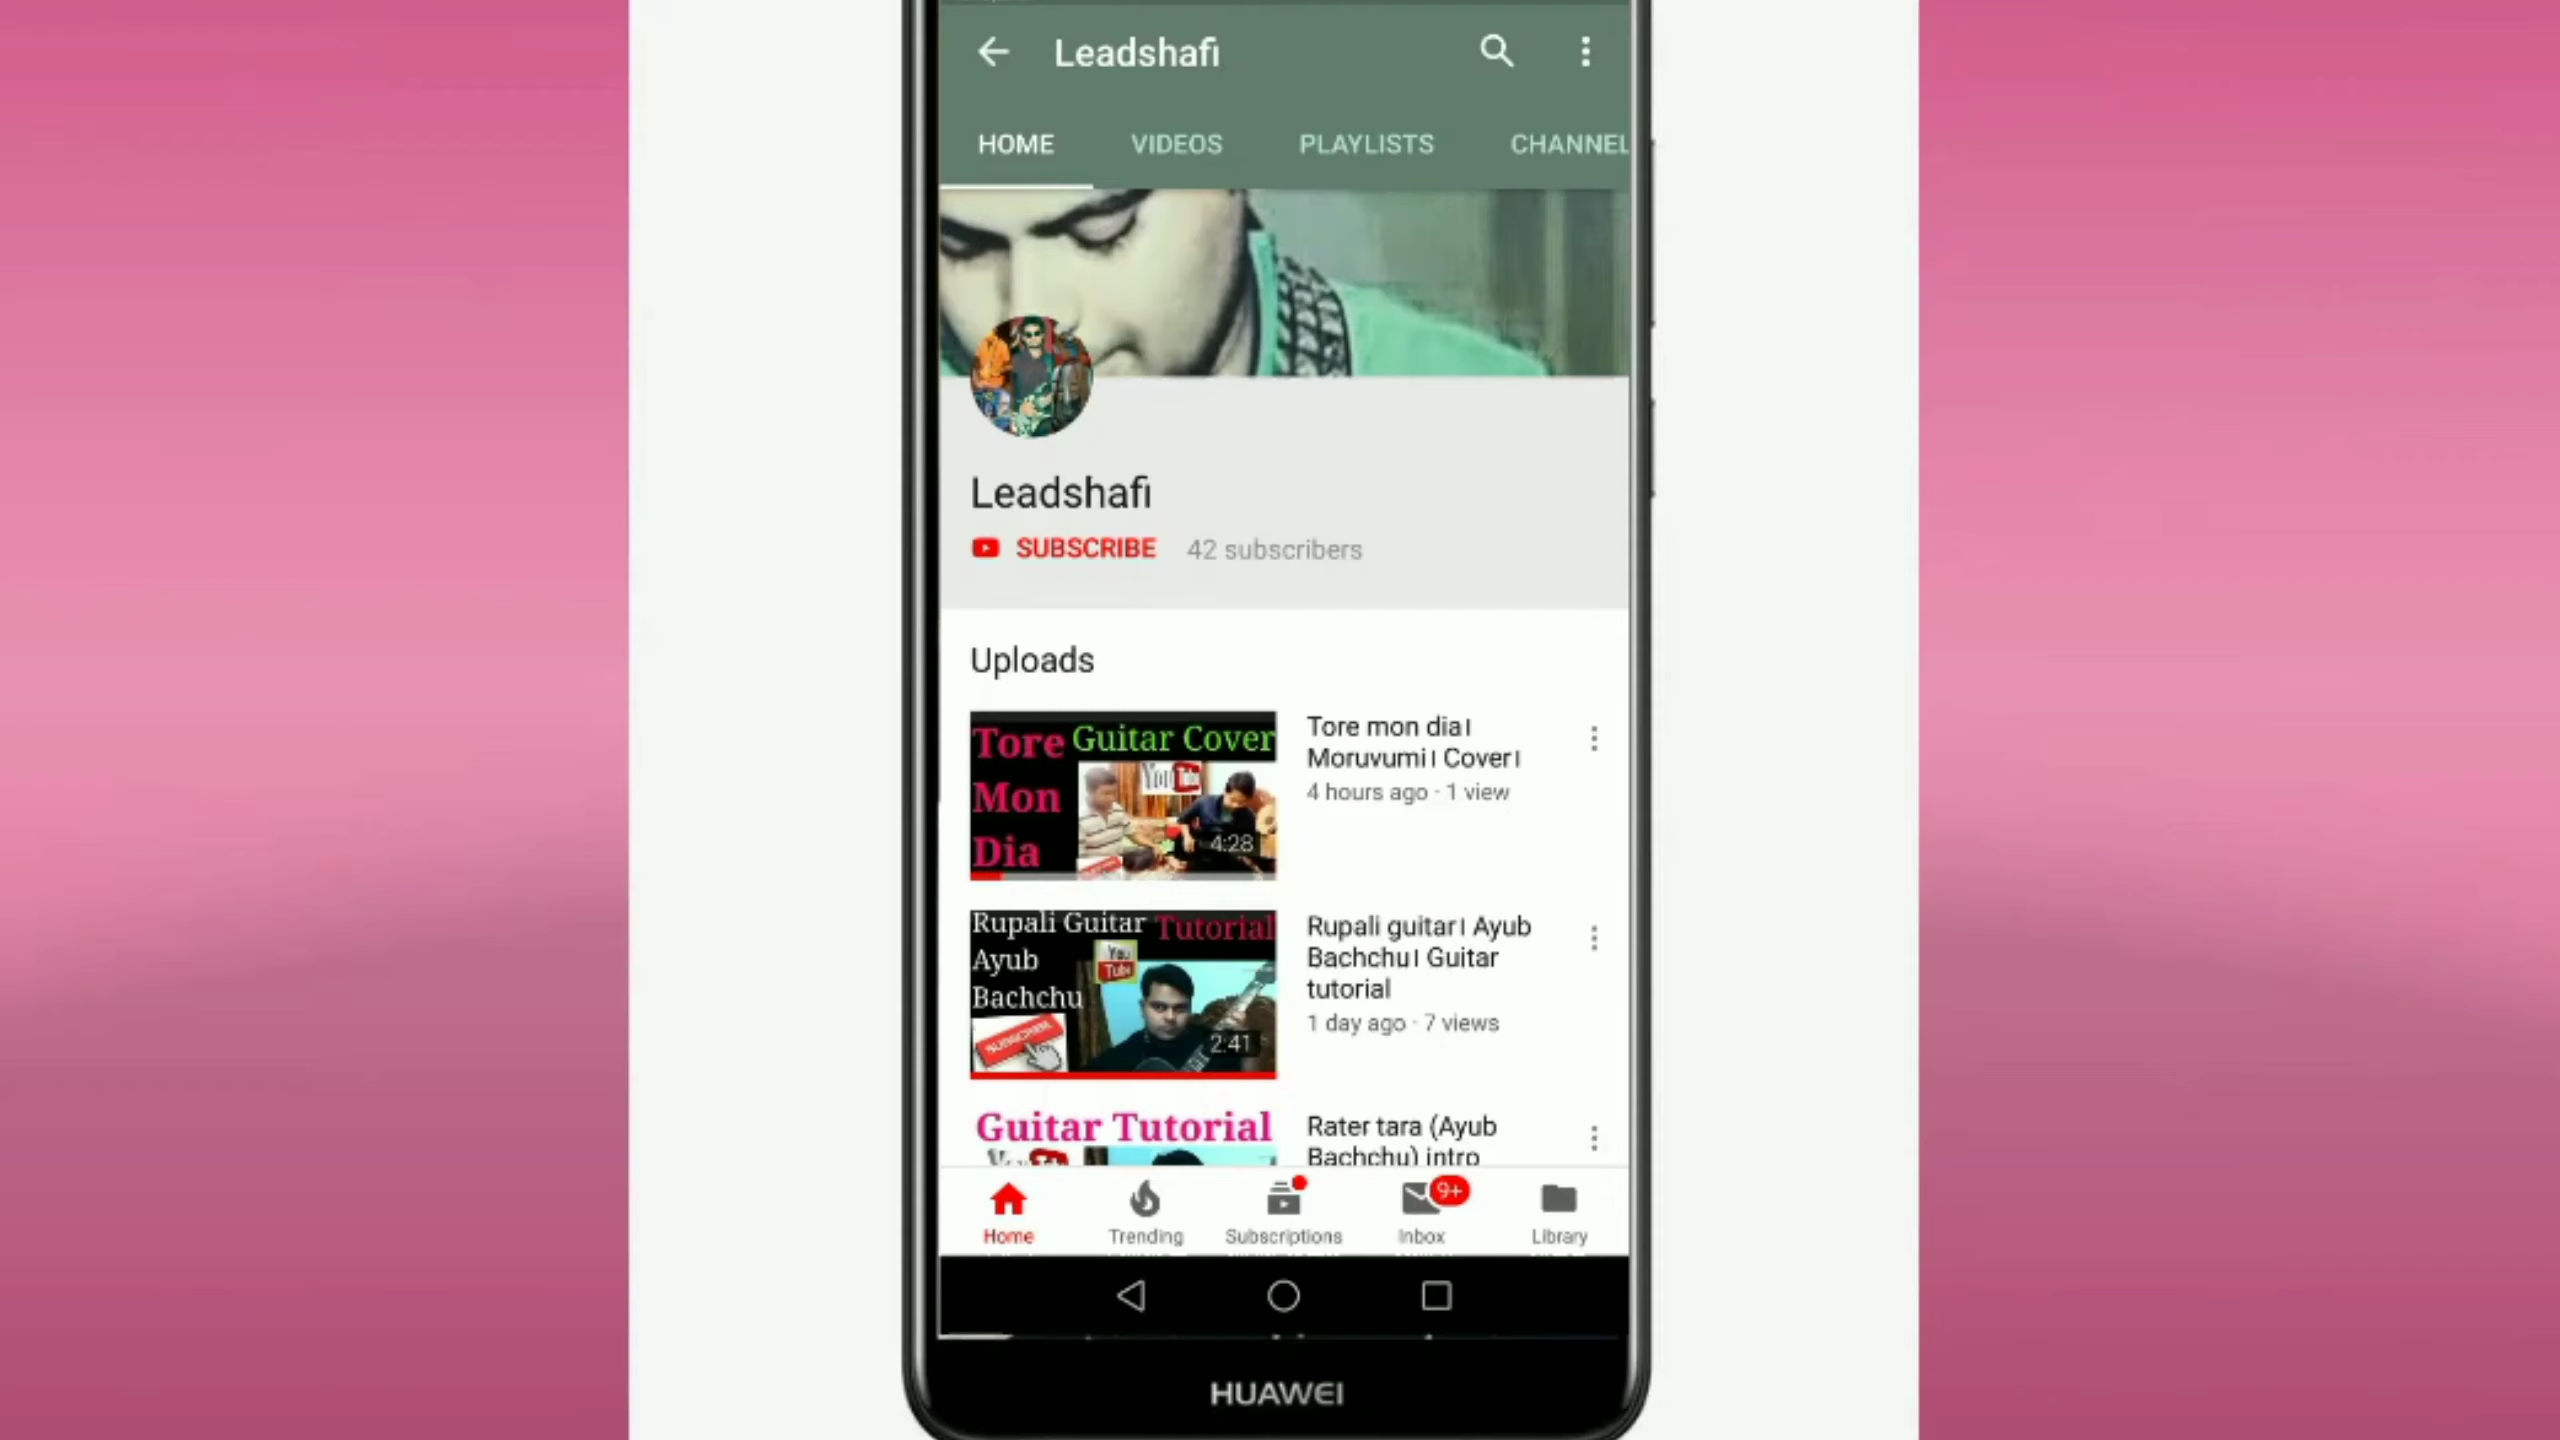 Leadshafi
HOME VIDEOS PLAYLISTS CHANNEL
Leadshafi
SUBSCRIBE 42 subscribers
Uploads
Tore Guitar Cover
Mon
Dia
4:28
Tore mon dia।
Moruvumi। Cover।
4 hours ago · 1 view
Rupali Guitar Tutorial
Ayub
Bachchu
You
Tube
SUBSCRIBE
2:41
Rupali guitar। Ayub
Bachchu। Guitar
tutorial
1 day ago · 7 views
Guitar Tutorial
Rater tara (Ayub
Bachchu) intro
9+
Home Trending Subscriptions Inbox Library
HUAWEI